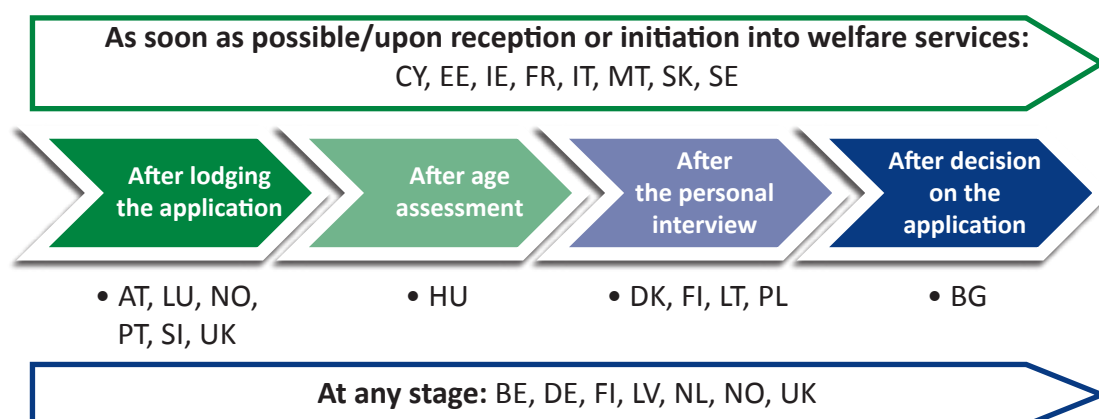 As soon as possible/upon reception or initiation into welfare services:
CY, EE, IE, FR, IT, MT, SK, SE
After lodging
the application
After age
assessment
After
the personal
interview
After decision
on the
application
• AT, LU, NO,
PT, SI, UK
• HU
• DK, FI, LT, PL
• BG
At any stage: BE, DE, FI, LV, NL, NO, UK